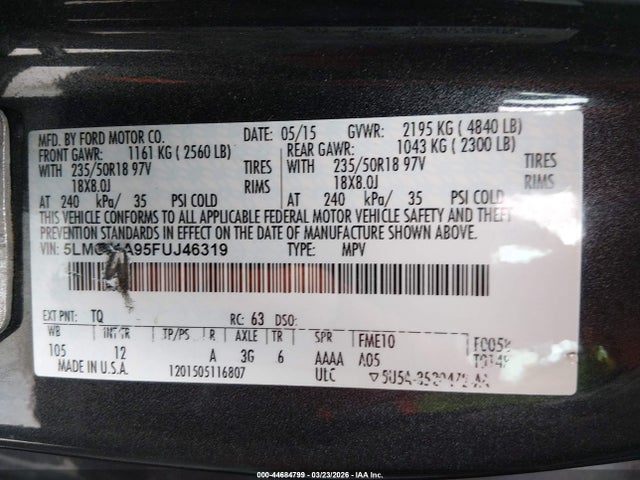 MFD. BY FORD MOTOR CO. DATE: 05/15 GVWR: 2195 KG ( 4840 LB)
FRONT GAWR: 1161 KG ( 2560 LB) REAR GAWR: 1043 KG ( 2300 LB)
WITH 235/50R18 97V TIRES WITH 235/50R18 97V TIRES
18X8.0J RIMS 18X8.0J RIMS
AT 240 kPa/ 35 PSI COLD AT 240 kPa/ 35 PSI COLD
THIS VEHICLE CONFORMS TO ALL APPLICABLE FEDERAL MOTOR VEHICLE SAFETY AND THEFT
PREVENTION STANDARDS IN EFFECT ON THE DATE OF MANUFACTURE SHOWN ABOVE.
VIN: TYPE: MPV
EXT PNT: TQ RC: 63 DSO:
WB INT TR TP/PS R AXLE TR SPR FME10
105 12 A 3G 6 AAAA A05
MADE IN U.S.A. 1201505116807 ULC
000-44684799 | 03/23/2026 | IAA Inc.